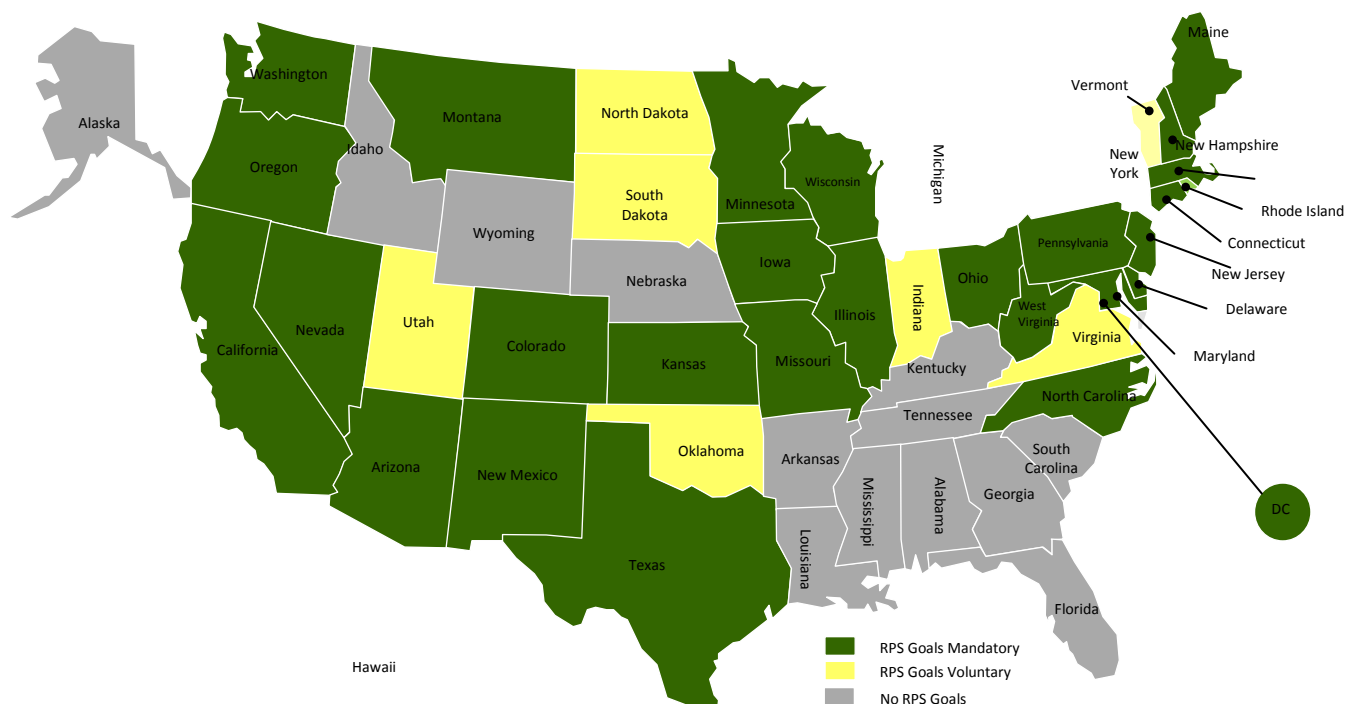 Maine
Washington
Vermont
Montana
North Dakota
Alaska
New Hampshire
Idaho
New
York
Michigan
Oregon
Wisconsin
South
Dakota
Minnesota
Rhode Island
Wyoming
Pennsylvania
Connecticut
Iowa
New Jersey
Nebraska
Ohio
Delaware
Indiana
West
Virginia
Illinois
Utah
Nevada
Virginia
Colorado
California
Maryland
Missouri
Kansas
Kentucky
North Carolina
Tennessee
Oklahoma
South
Carolina
Arkansas
Arizona
New Mexico
Georgia
Mississippi
Alabama
DC
Louisiana
Texas
Florida
Hawaii
RPS Goals Mandatory
RPS Goals Voluntary
No RPS Goals